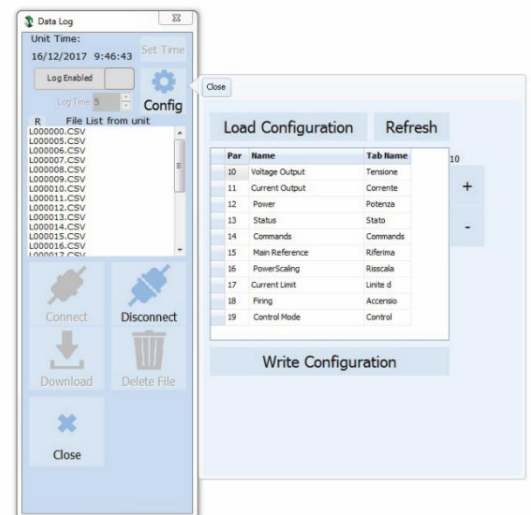 Data Log
Unit Time:
16/12/2017 9:46:43
Set Time
Log Enabled
Log Time 5
Config
R File List from unit
L000000.CSV
L000005.CSV
L000006.CSV
L000007.CSV
L000008.CSV
L000009.CSV
L000010.CSV
L000011.CSV
L000012.CSV
L000013.CSV
L000014.CSV
L000015.CSV
L000016.CSV
L000017.CSV
Connect
Disconnect
Download
Delete File
Close
Close
Load Configuration
Refresh
Par Name Tab Name
10 Voltage Output Tensione
11 Current Output Corrente
12 Power Potenza
13 Status Stato
14 Commands Commands
15 Main Reference Riferima
16 PowerScaling Risscala
17 Current Limit Linite d
18 Firing Accensio
19 Control Mode Control
10
+
-
Write Configuration